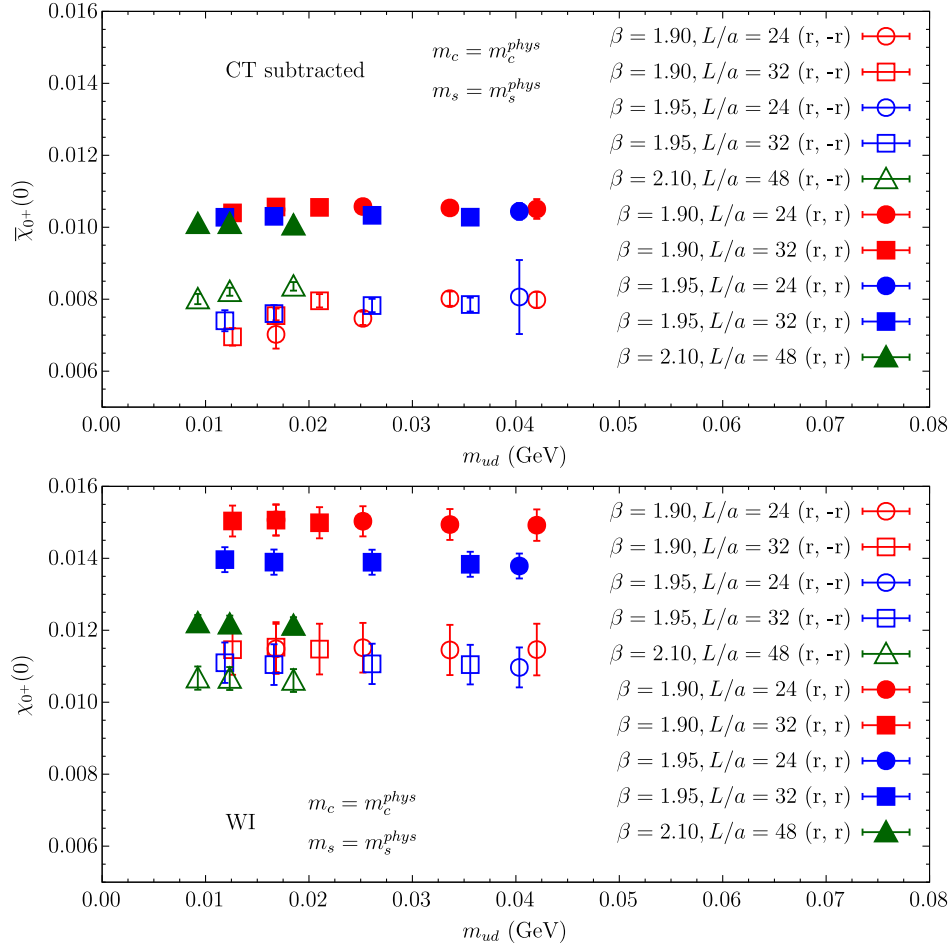 0.016
0.014
0.012
0.010
0.008
0.006
χ̅₀₊(0)
CT subtracted
m_c = m_c^{phys}
m_s = m_s^{phys}
β = 1.90, L/a = 24 (r, -r)
β = 1.90, L/a = 32 (r, -r)
β = 1.95, L/a = 24 (r, -r)
β = 1.95, L/a = 32 (r, -r)
β = 2.10, L/a = 48 (r, -r)
β = 1.90, L/a = 24 (r, r)
β = 1.90, L/a = 32 (r, r)
β = 1.95, L/a = 24 (r, r)
β = 1.95, L/a = 32 (r, r)
β = 2.10, L/a = 48 (r, r)
0.00 0.01 0.02 0.03 0.04 0.05 0.06 0.07 0.08
m_{ud} (GeV)
0.016
0.014
0.012
0.010
0.008
0.006
χ₀₊(0)
β = 1.90, L/a = 24 (r, -r)
β = 1.90, L/a = 32 (r, -r)
β = 1.95, L/a = 24 (r, -r)
β = 1.95, L/a = 32 (r, -r)
β = 2.10, L/a = 48 (r, -r)
β = 1.90, L/a = 24 (r, r)
β = 1.90, L/a = 32 (r, r)
β = 1.95, L/a = 24 (r, r)
β = 1.95, L/a = 32 (r, r)
β = 2.10, L/a = 48 (r, r)
WI
m_c = m_c^{phys}
m_s = m_s^{phys}
0.00 0.01 0.02 0.03 0.04 0.05 0.06 0.07 0.08
m_{ud} (GeV)